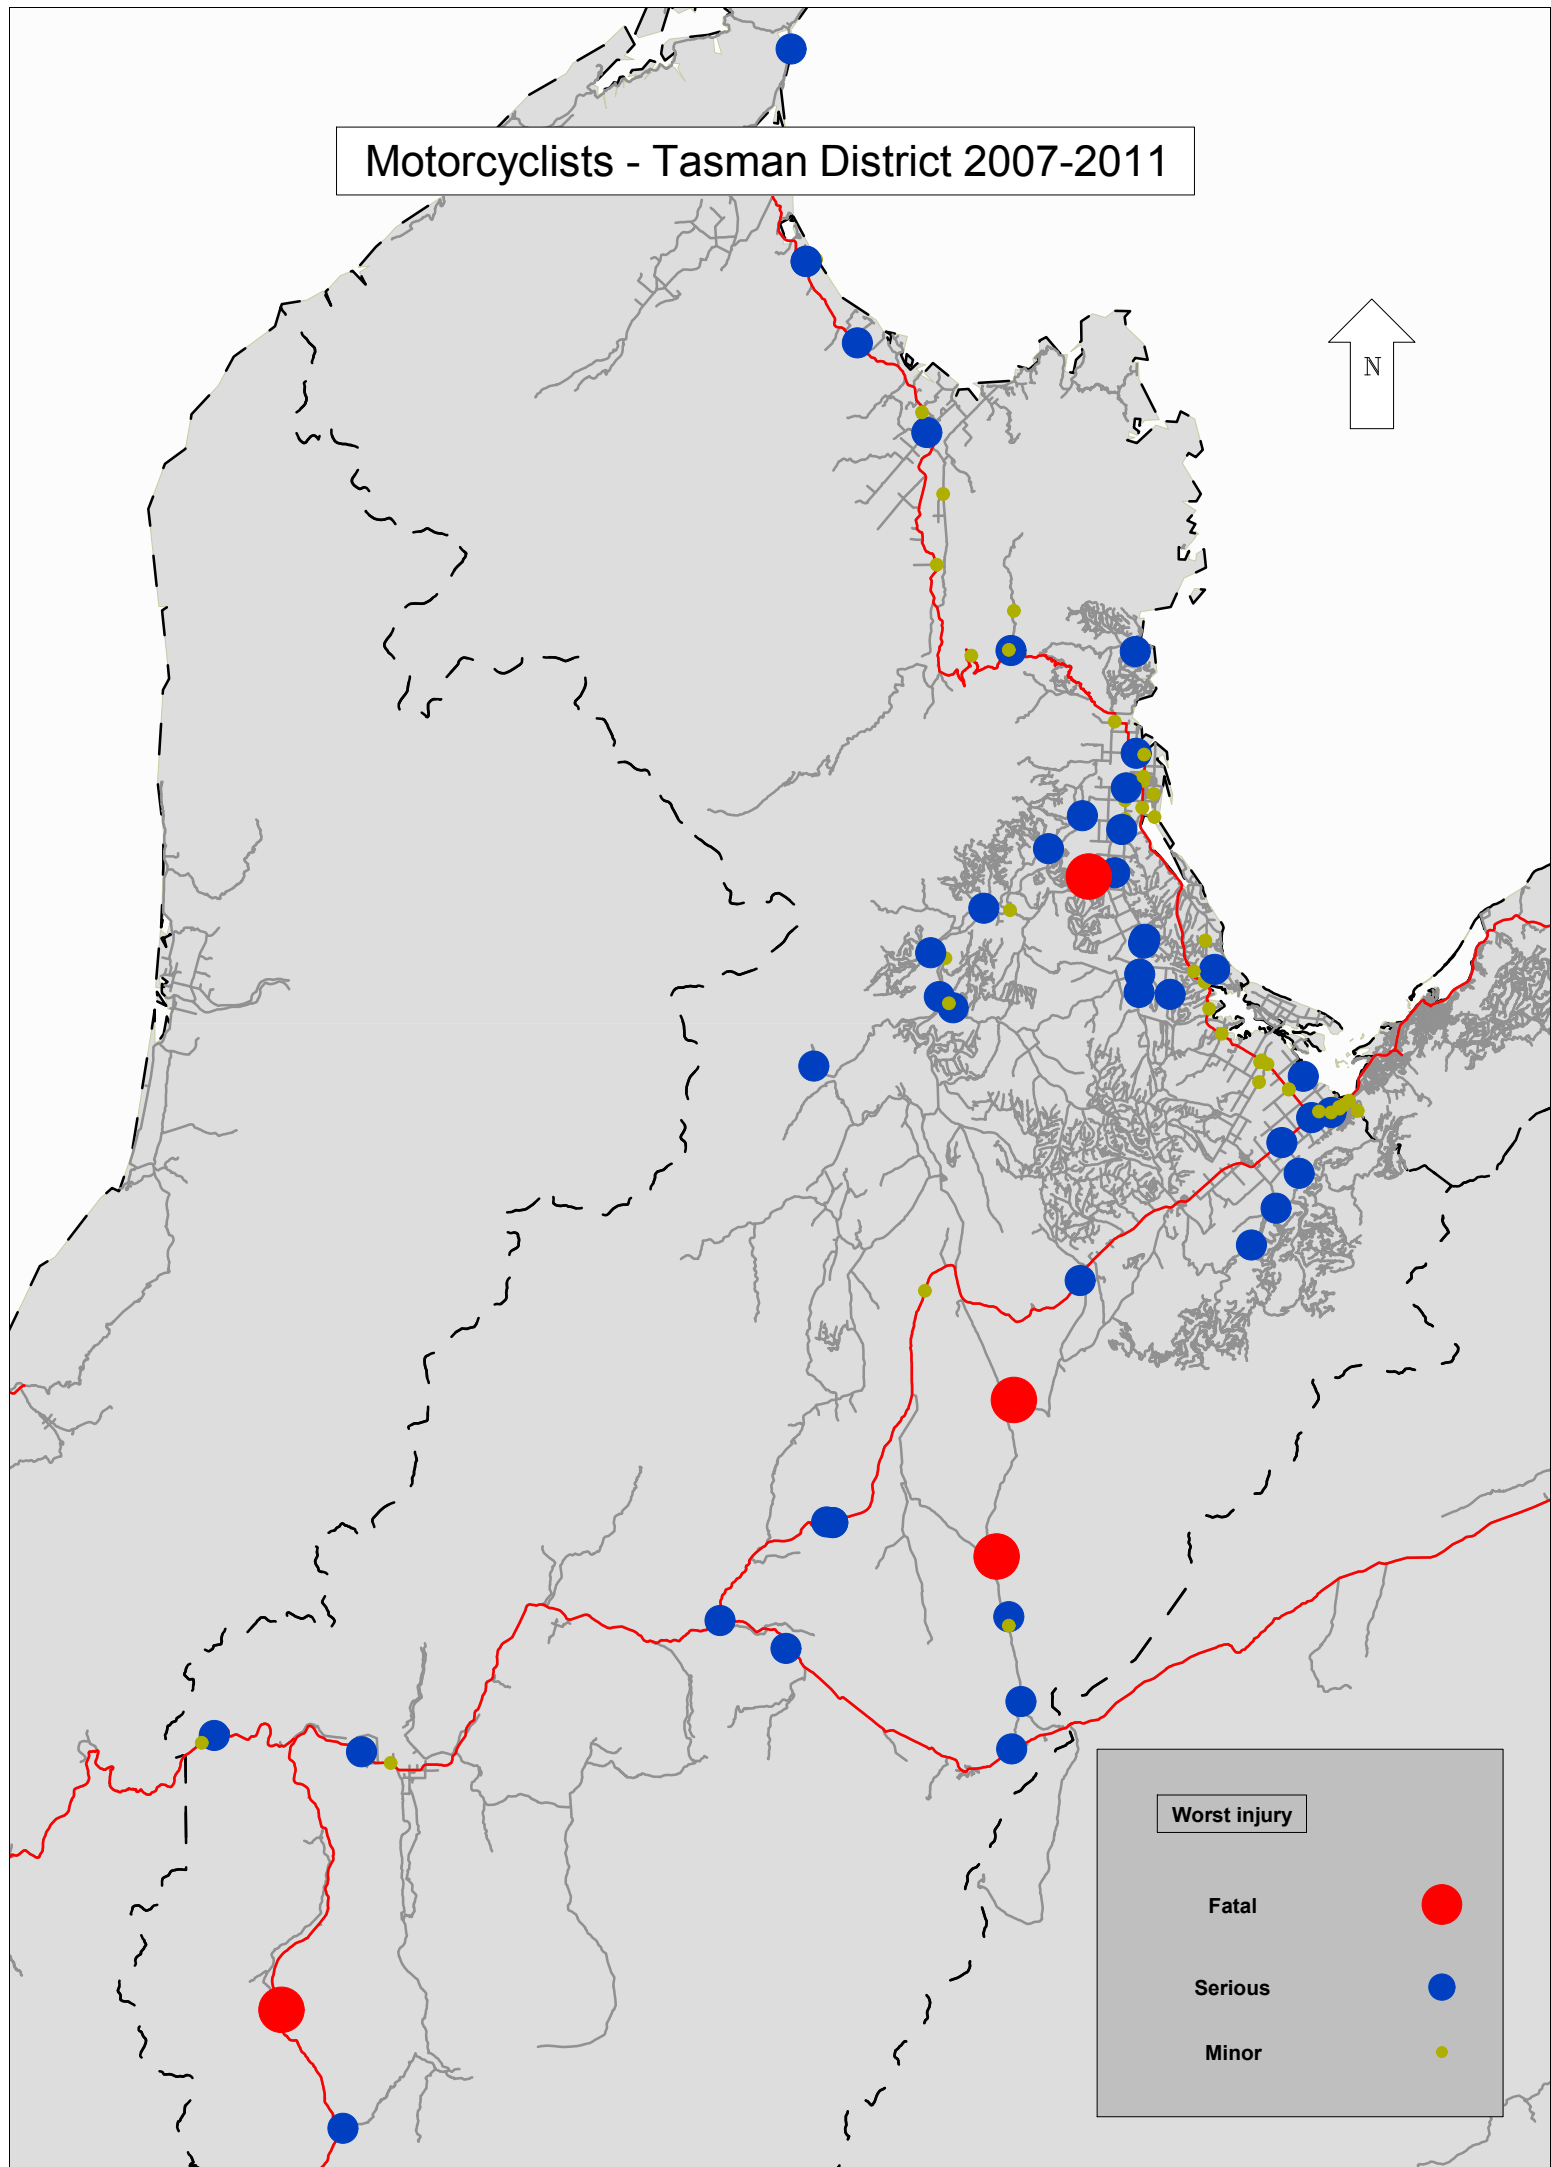 Motorcyclists - Tasman District 2007-2011
N
Worst injury
Fatal
Serious
Minor